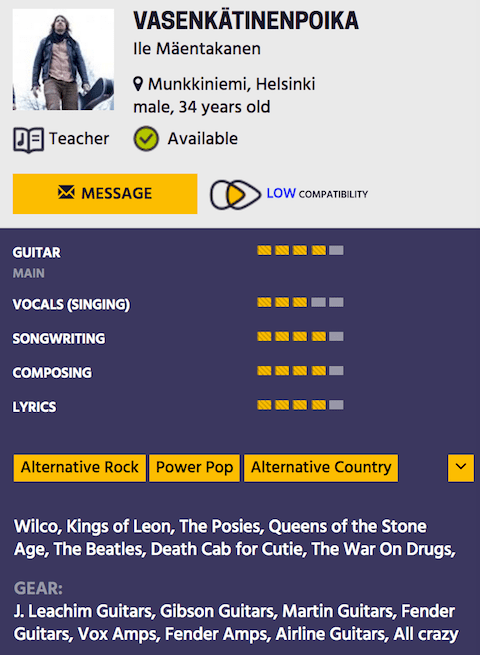 VASENKÄTINENPOIKA
Ile Mäentakanen
Munkkiniemi, Helsinki
male, 34 years old
Teacher
Available
MESSAGE
LOW COMPATIBILITY
GUITAR
MAIN
VOCALS (SINGING)
SONGWRITING
COMPOSING
LYRICS
Alternative Rock Power Pop Alternative Country
Wilco, Kings of Leon, The Posies, Queens of the Stone
Age, The Beatles, Death Cab for Cutie, The War On Drugs,
GEAR:
J. Leachim Guitars, Gibson Guitars, Martin Guitars, Fender
Guitars, Vox Amps, Fender Amps, Airline Guitars, All crazy